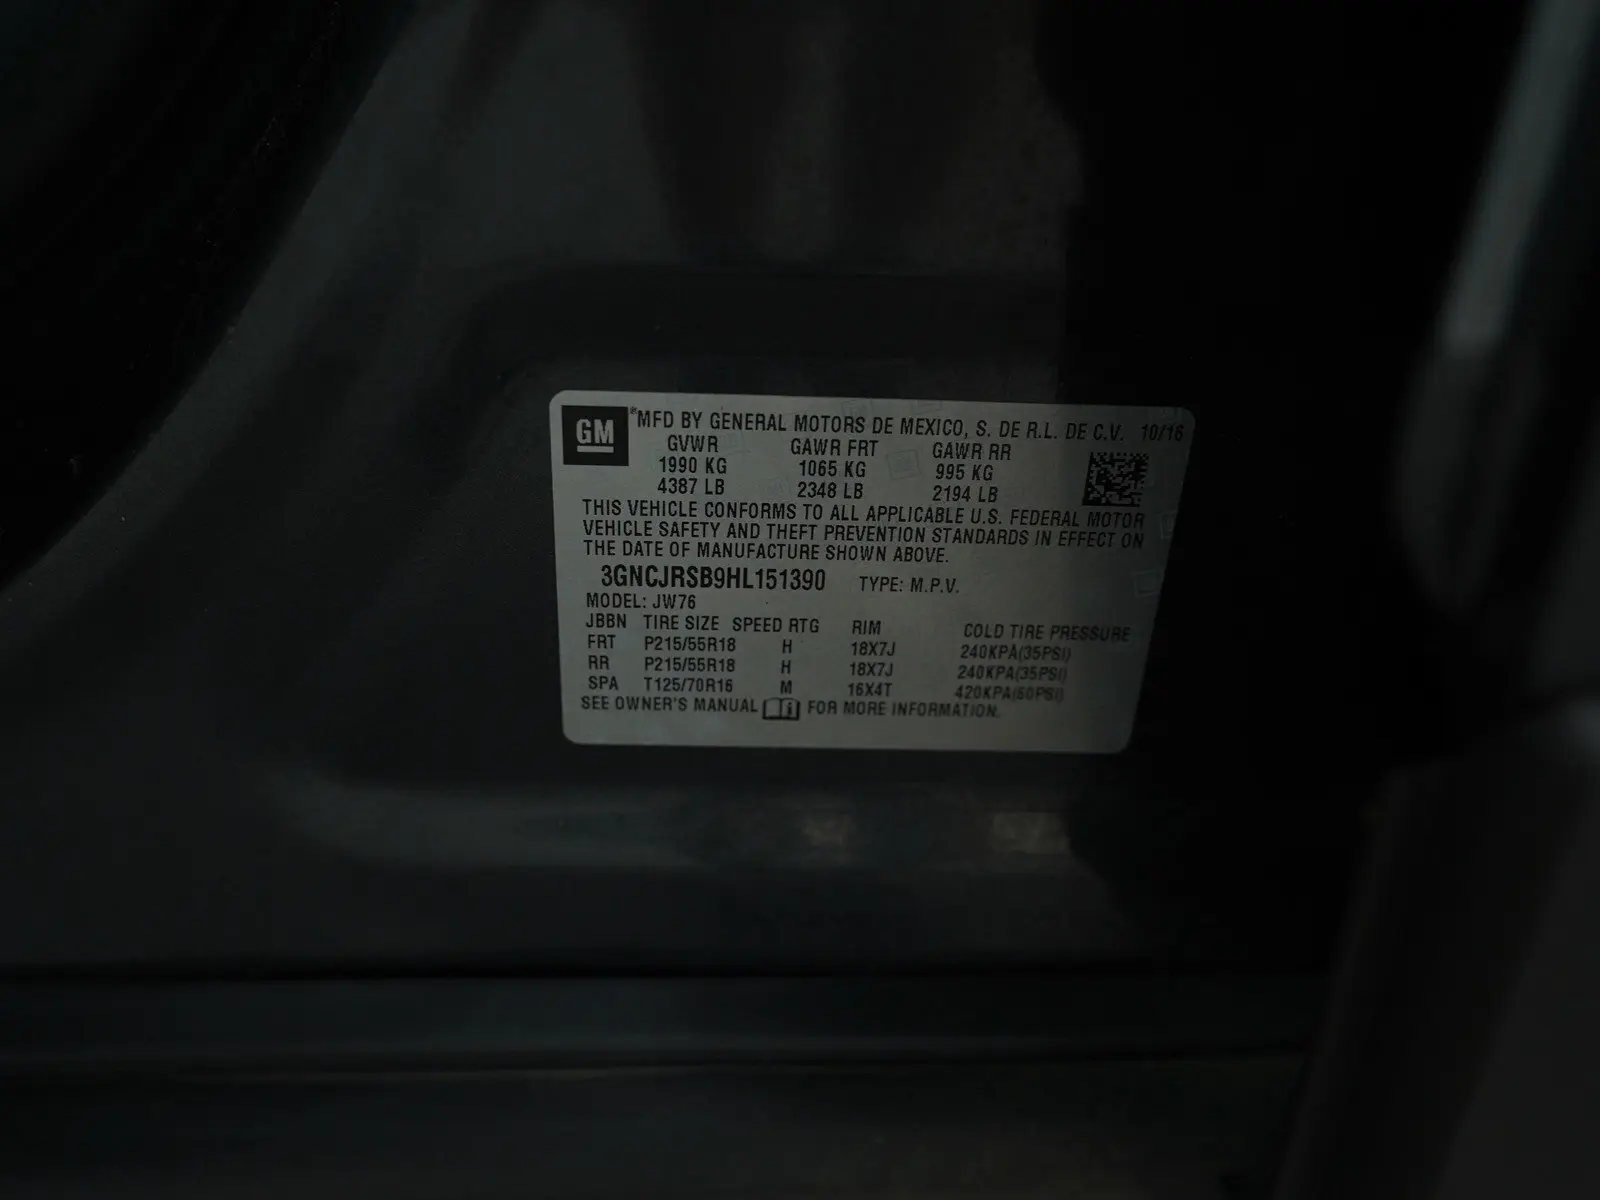 GM
®MFD BY GENERAL MOTORS DE MEXICO, S. DE R.L. DE C.V. 10/16
GVWR GAWR FRT GAWR RR
1990 KG 1065 KG 995 KG
4387 LB 2348 LB 2194 LB
THIS VEHICLE CONFORMS TO ALL APPLICABLE U.S. FEDERAL MOTOR
VEHICLE SAFETY AND THEFT PREVENTION STANDARDS IN EFFECT ON
THE DATE OF MANUFACTURE SHOWN ABOVE.
3GNCJRSB9HL151390 TYPE: M.P.V.
MODEL: JW76
JBBN TIRE SIZE SPEED RTG RIM COLD TIRE PRESSURE
FRT P215/55R18 H 18X7J 240KPA(35PSI)
RR P215/55R18 H 18X7J 240KPA(35PSI)
SPA T125/70R16 M 16X4T 420KPA(60PSI)
SEE OWNER'S MANUAL i FOR MORE INFORMATION.